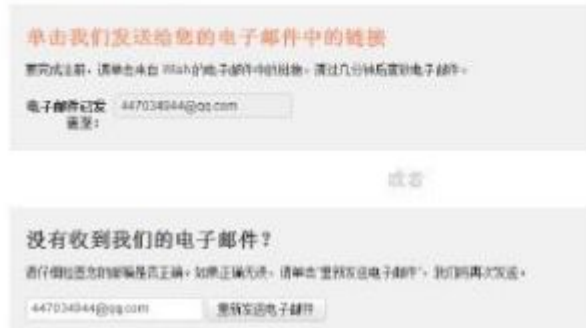 单击我们发送给您的电子邮件中的链接
要完成注册，请单击来自 Wish 的电子邮件中的链接。请过几分钟后查收电子邮件。
电子邮件已发 447034944@qq.com
送至：
或者
没有收到我们的电子邮件？
请仔细检查您的邮箱是否正确。如果正确无误，请单击"重新发送电子邮件"，我们将再次发送。
447034944@qq.com 重新发送电子邮件